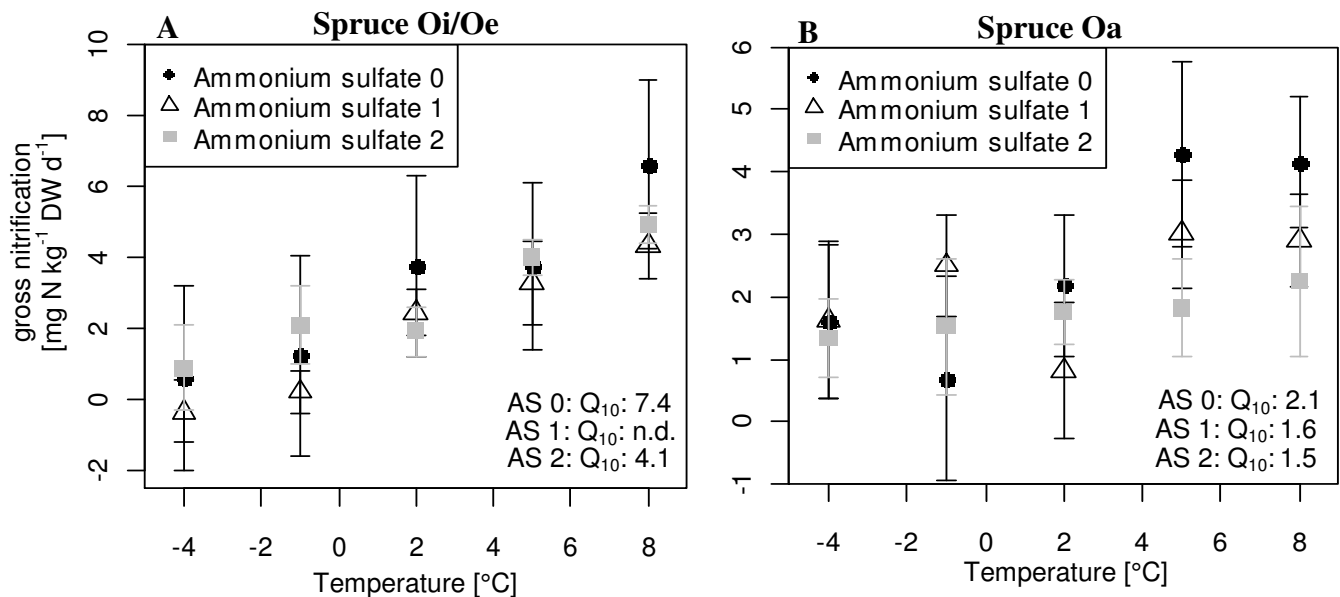 A Spruce Oi/Oe
Ammonium sulfate 0
Ammonium sulfate 1
Ammonium sulfate 2
gross nitrification
[mg N kg⁻¹ DW d⁻¹]
10
8
6
4
2
0
-2
AS 0: Q₁₀: 7.4
AS 1: Q₁₀: n.d.
AS 2: Q₁₀: 4.1
-4 -2 0 2 4 6 8
Temperature [°C]
B Spruce Oa
Ammonium sulfate 0
Ammonium sulfate 1
Ammonium sulfate 2
6
5
4
3
2
1
0
-1
AS 0: Q₁₀: 2.1
AS 1: Q₁₀: 1.6
AS 2: Q₁₀: 1.5
-4 -2 0 2 4 6 8
Temperature [°C]